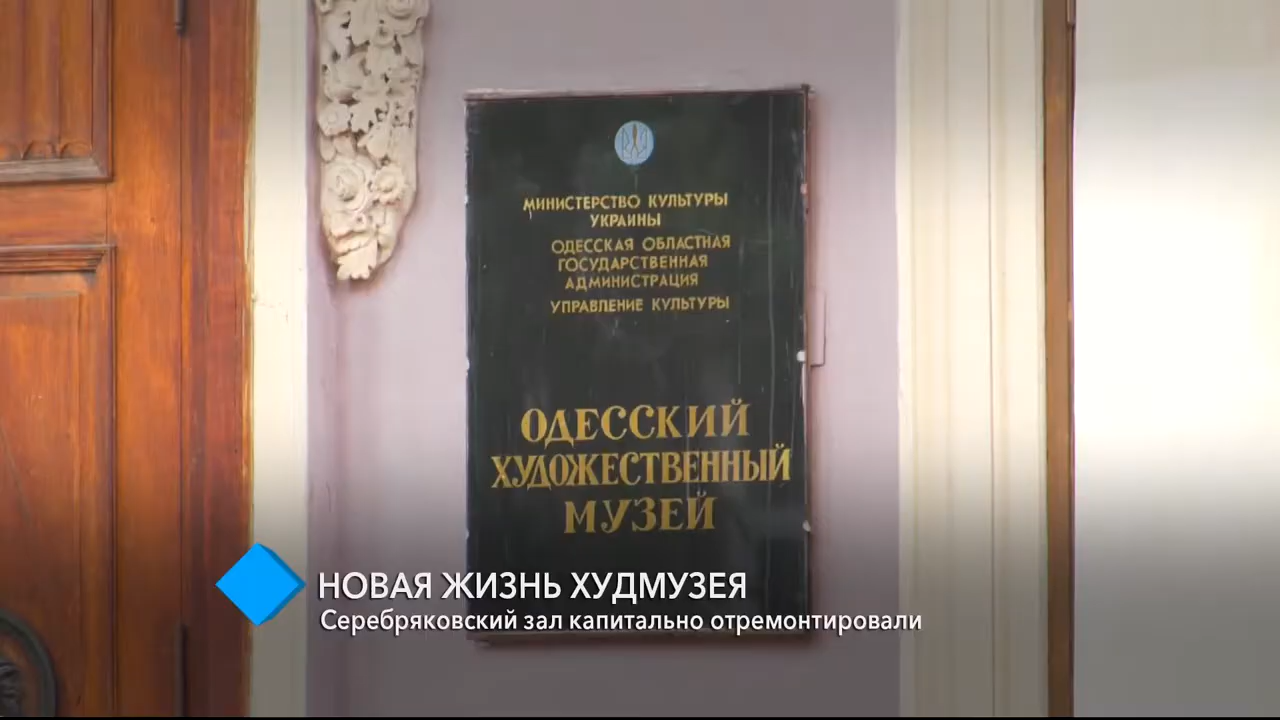 МИНИСТЕРСТВО КУЛЬТУРЫ
УКРАИНЫ
ОДЕССКАЯ ОБЛАСТНАЯ
ГОСУДАРСТВЕННАЯ
АДМИНИСТРАЦИЯ
УПРАВЛЕНИЕ КУЛЬТУРЫ
ОДЕССКИЙ
ХУДОЖЕСТВЕННЫЙ
МУЗЕЙ
НОВАЯ ЖИЗНЬ ХУДМУЗЕЯ
Серебряковский зал капитально отремонтировали